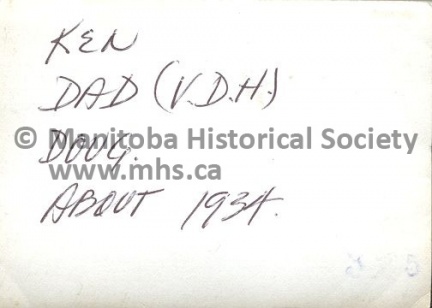 KEN
DAD (V.D.H.)
© Manitoba Historical Society
DOUG.
www.mhs.ca
ABOUT 1934.